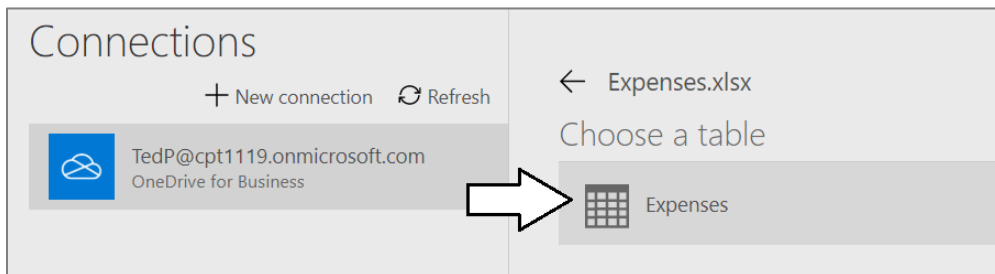 Connections
New connection Refresh
TedP@cpt1119.onmicrosoft.com
OneDrive for Business
Expenses.xlsx
Choose a table
Expenses